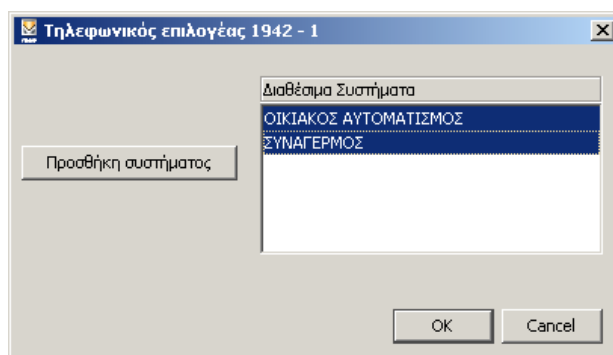 Τηλεφωνικός επιλογέας 1942 - 1
Διαθέσιμα Συστήματα
ΟΙΚΙΑΚΟΣ ΑΥΤΟΜΑΤΙΣΜΟΣ
ΣΥΝΑΓΕΡΜΟΣ
Προσθήκη συστήματος
OK
Cancel